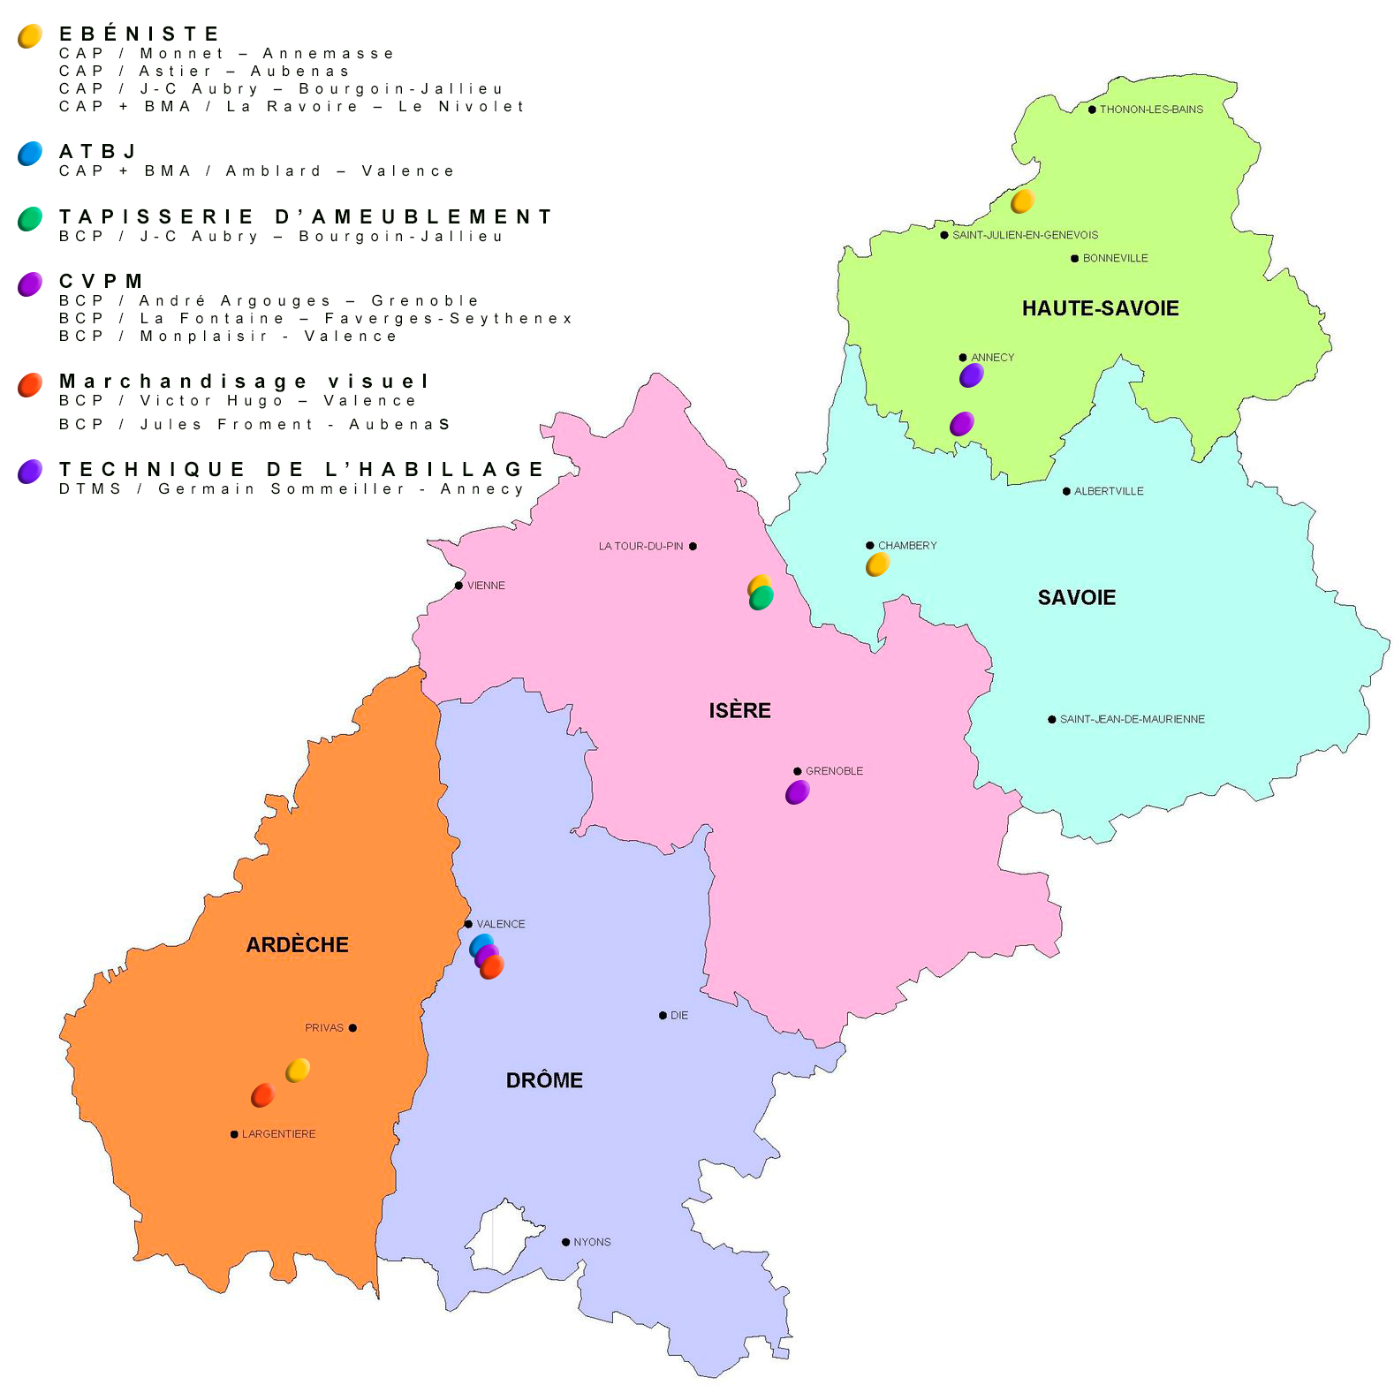 EBÉNISTE
CAP / Monnet – Annemasse
CAP / Astier – Aubenas
CAP / J-C Aubry – Bourgoin-Jallieu
CAP + BMA / La Ravoire – Le Nivolet
ATBJ
CAP + BMA / Amblard – Valence
TAPISSERIE D’AMEUBLEMENT
BCP / J-C Aubry – Bourgoin-Jallieu
CVPM
BCP / André Argouges – Grenoble
BCP / La Fontaine – Faverges-Seythenex
BCP / Monplaisir - Valence
Marchandisage visuel
BCP / Victor Hugo – Valence
BCP / Jules Froment - AubenaS
TECHNIQUE DE L’HABILLAGE
DTMS / Germain Sommeiller - Annecy
THONON-LES-BAINS
SAINT-JULIEN-EN-GENEVOIS
BONNEVILLE
HAUTE-SAVOIE
ANNECY
ALBERTVILLE
LA TOUR-DU-PIN
CHAMBERY
VIENNE
SAVOIE
ISÈRE
SAINT-JEAN-DE-MAURIENNE
GRENOBLE
VALENCE
ARDÈCHE
DIE
PRIVAS
DRÔME
LARGENTIERE
NYONS